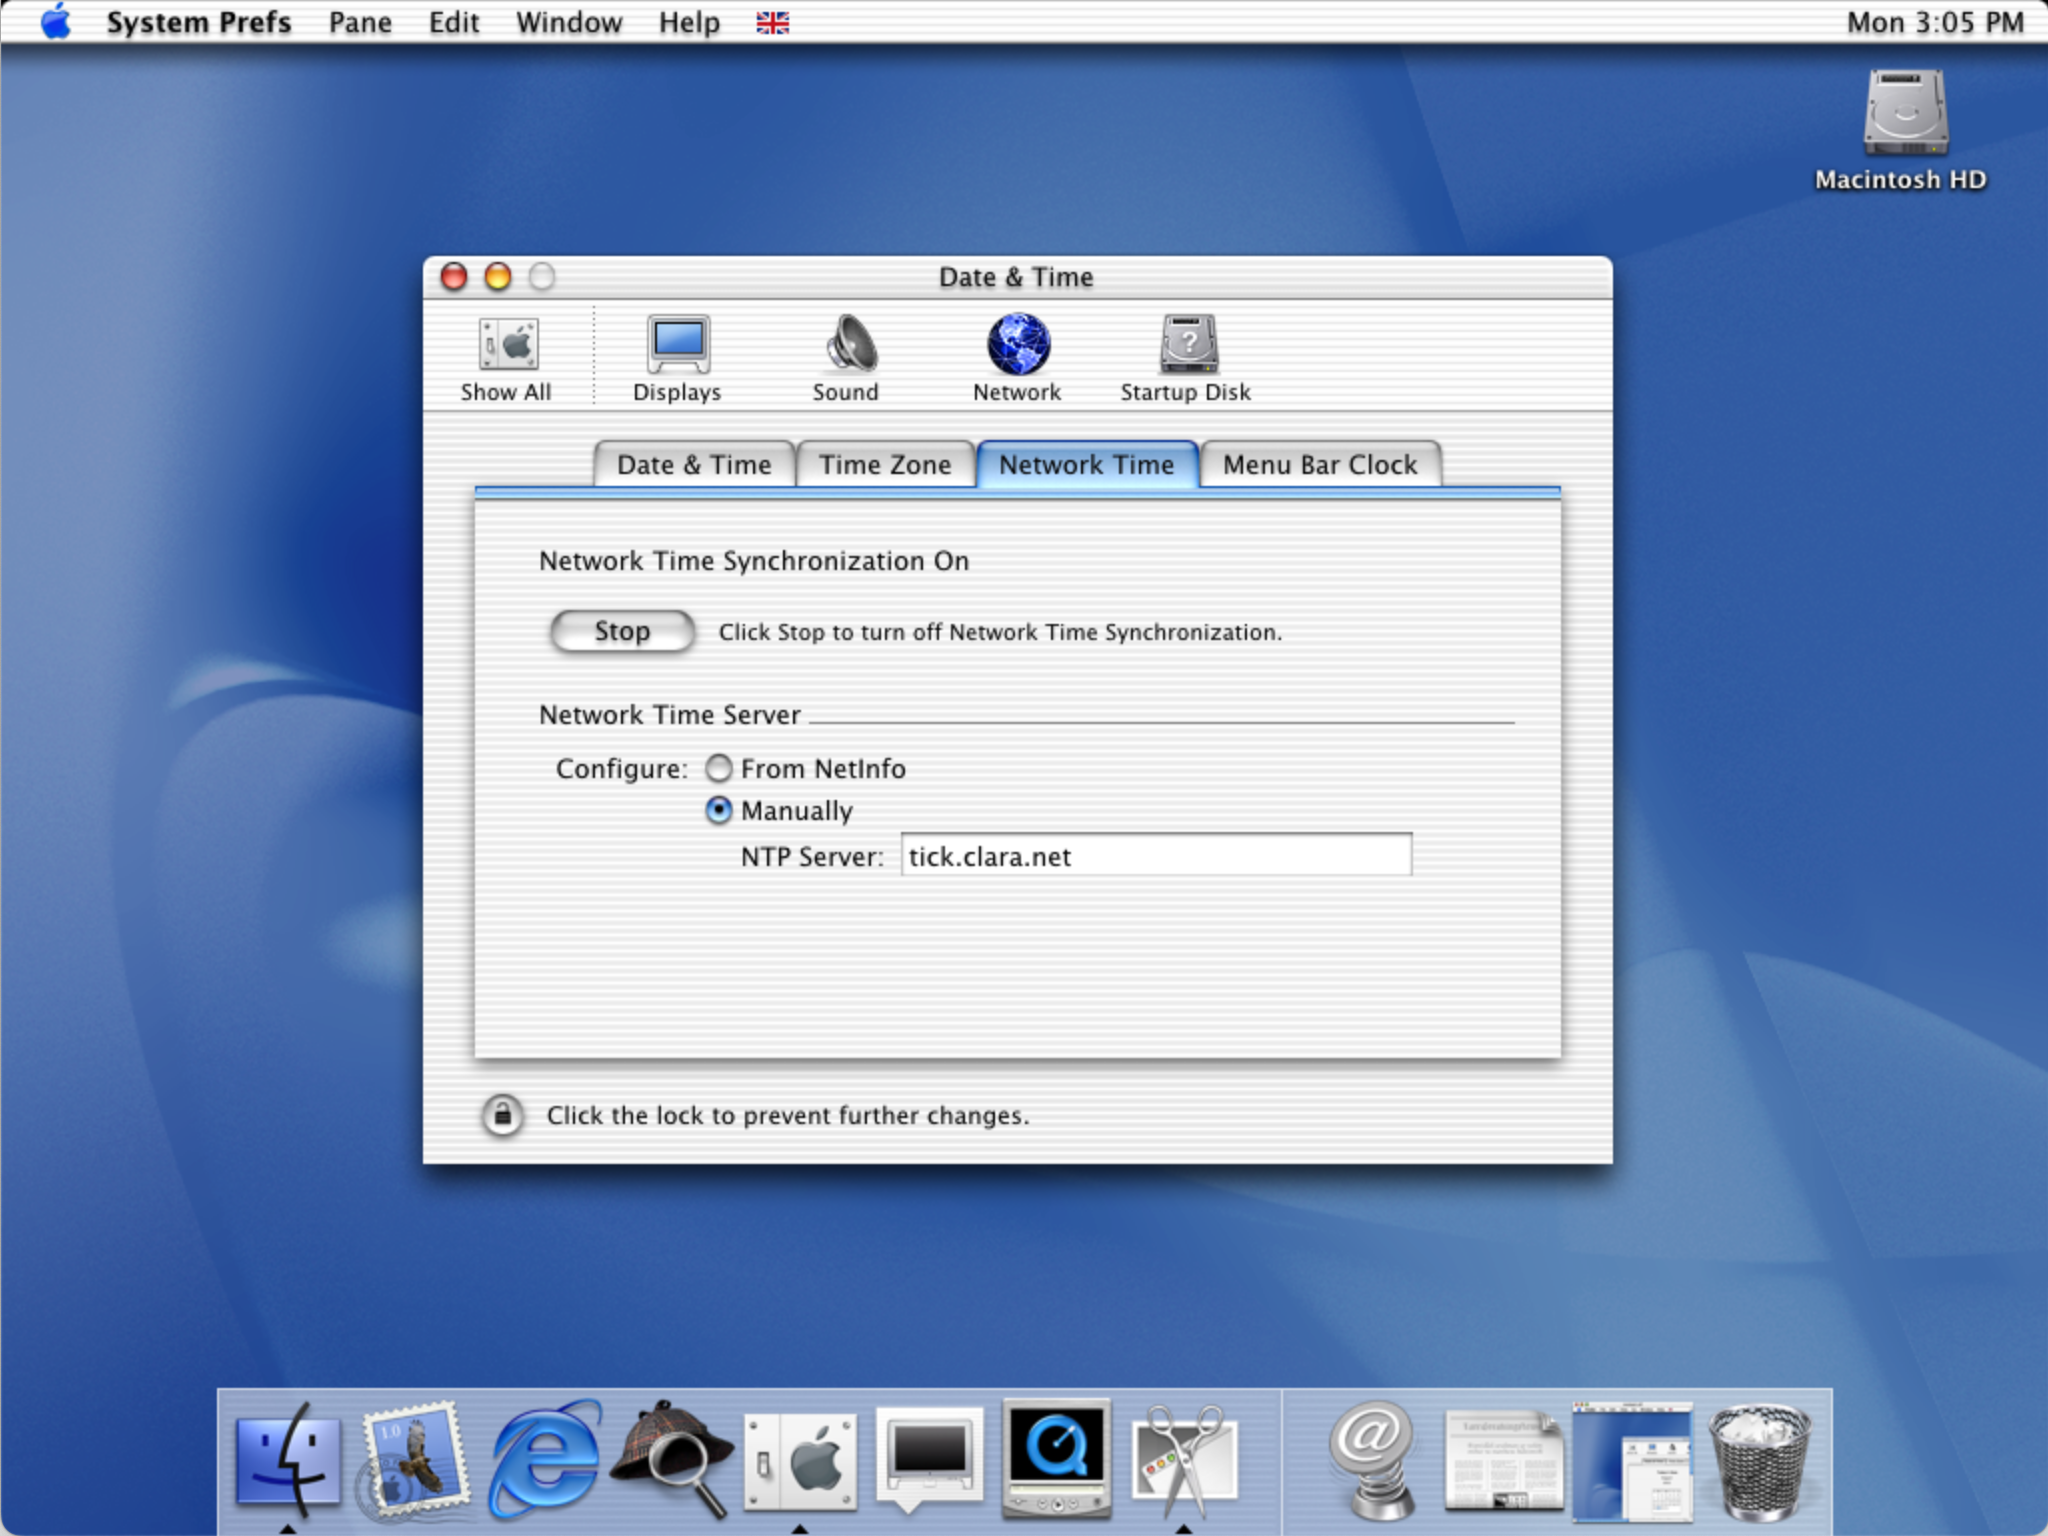 System Prefs Pane Edit Window Help Mon 3:05 PM
Macintosh HD
Date & Time
Show All Displays Sound Network Startup Disk
Date & Time Time Zone Network Time Menu Bar Clock
Network Time Synchronization On
Stop Click Stop to turn off Network Time Synchronization.
Network Time Server
Configure: From NetInfo
Manually
NTP Server: tick.clara.net
Click the lock to prevent further changes.
1.0
@